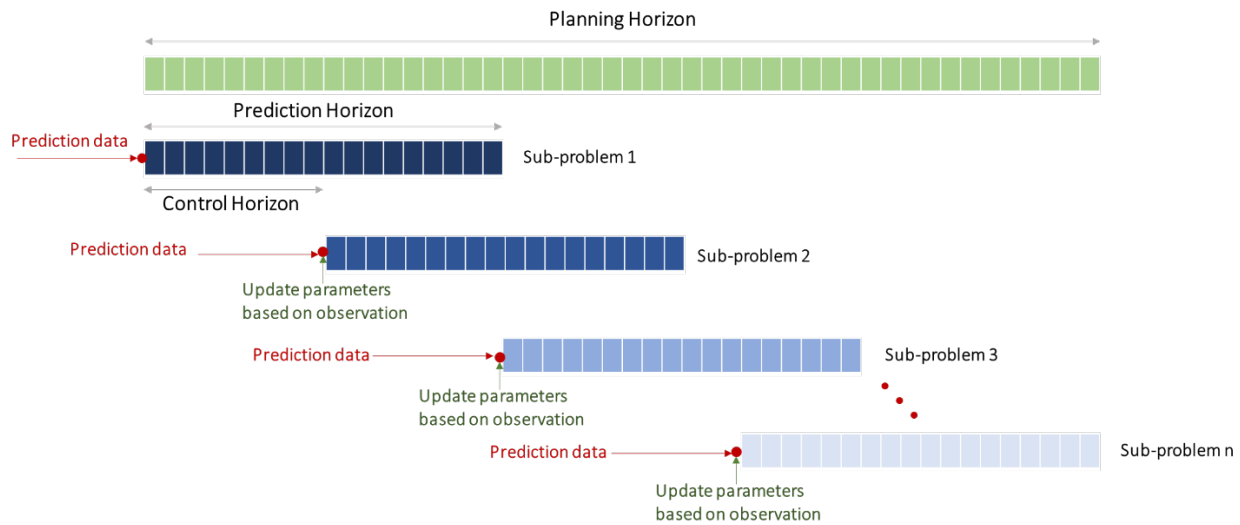 Planning Horizon
Prediction Horizon
Prediction data
Sub-problem 1
Control Horizon
Prediction data
Sub-problem 2
Update parameters
based on observation
Prediction data
Sub-problem 3
Update parameters
based on observation
Prediction data
Sub-problem n
Update parameters
based on observation